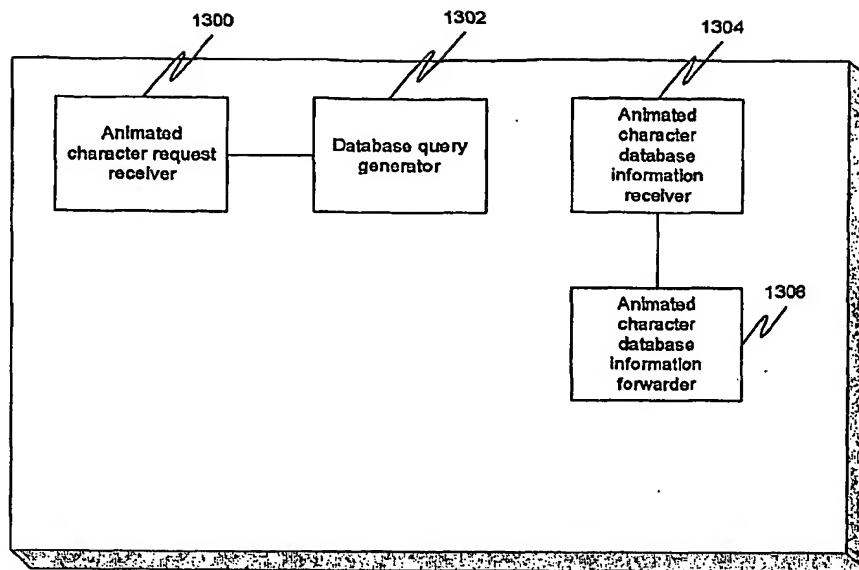 1300
1302
1304
Animated
character request
receiver
Database query
generator
Animated
character
database
information
receiver
1306
Animated
character
database
information
forwarder